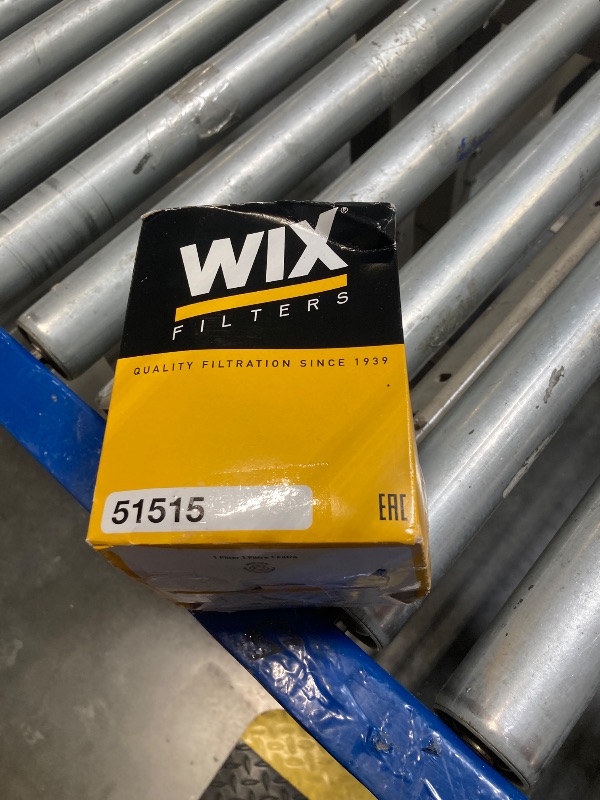 WIX®
FILTERS
QUALITY FILTRATION SINCE 1939
51515
EAC